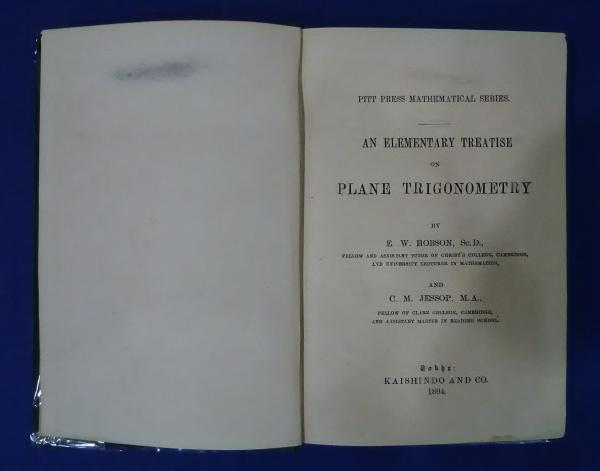 PITT PRESS MATHEMATICAL SERIES.
AN ELEMENTARY TREATISE
ON
PLANE TRIGONOMETRY
BY
E. W. HOBSON, Sc.D.,
FELLOW AND ASSISTANT TUTOR OF CHRIST'S COLLEGE, CAMBRIDGE,
AND UNIVERSITY LECTURER IN MATHEMATICS,
AND
C. M. JESSOP, M.A.,
FELLOW OF CLARE COLLEGE, CAMBRIDGE,
AND ASSISTANT MASTER IN READING SCHOOL.
Tokyo:
KAISHINDO AND CO.
1894.